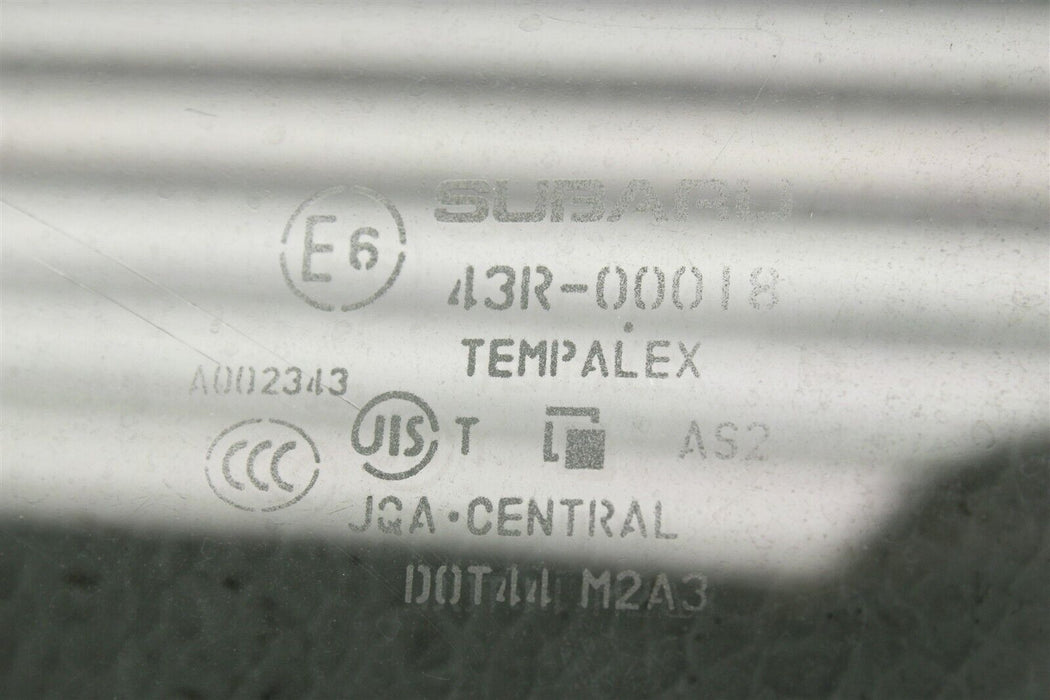 SUBARU
E6
43R-00018
TEMPALEX
A002343
JIS T AS2
CCC
JQA·CENTRAL
DOT44 M2A3